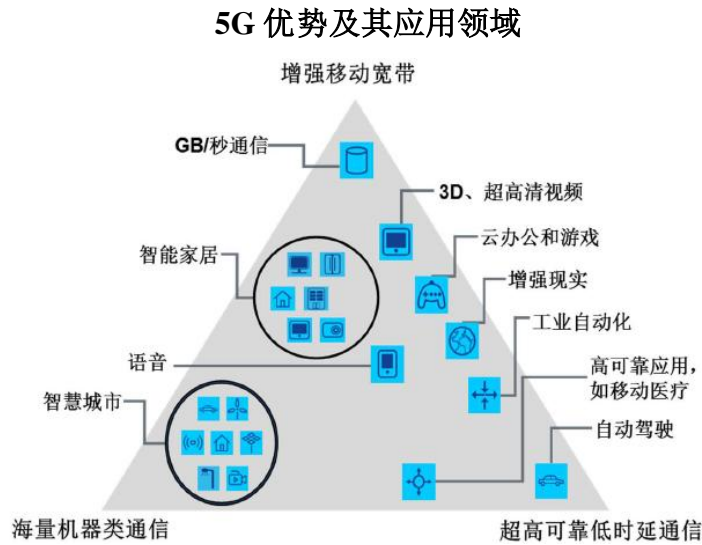 5G 优势及其应用领域
增强移动宽带
GB/秒通信
3D、超高清视频
云办公和游戏
智能家居
增强现实
工业自动化
语音
高可靠应用，
如移动医疗
智慧城市
自动驾驶
海量机器类通信
超高可靠低时延通信